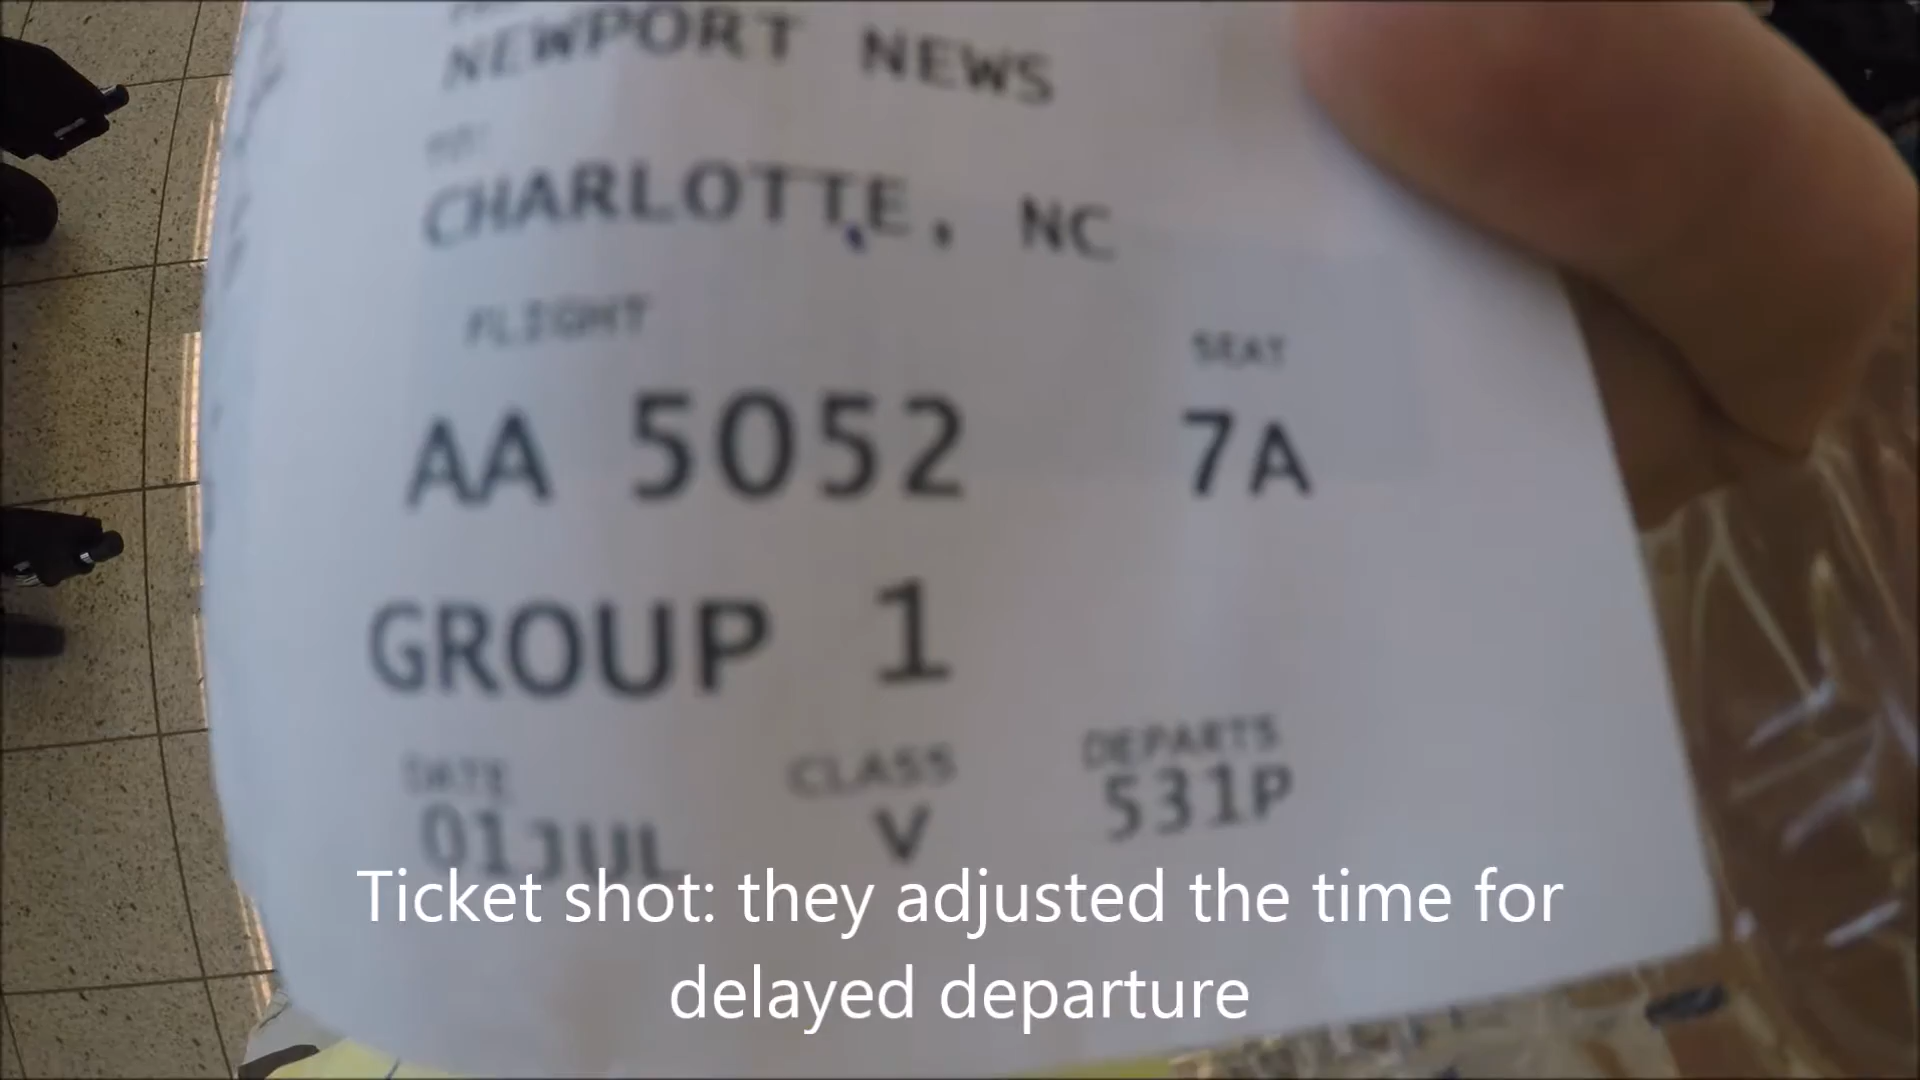 NEWPORT NEWS
TO:
CHARLOTTE, NC
FLIGHT SEAT
AA 5052 7A
GROUP 1
DATE CLASS DEPARTS
01JUL V 531P
Ticket shot: they adjusted the time for
delayed departure